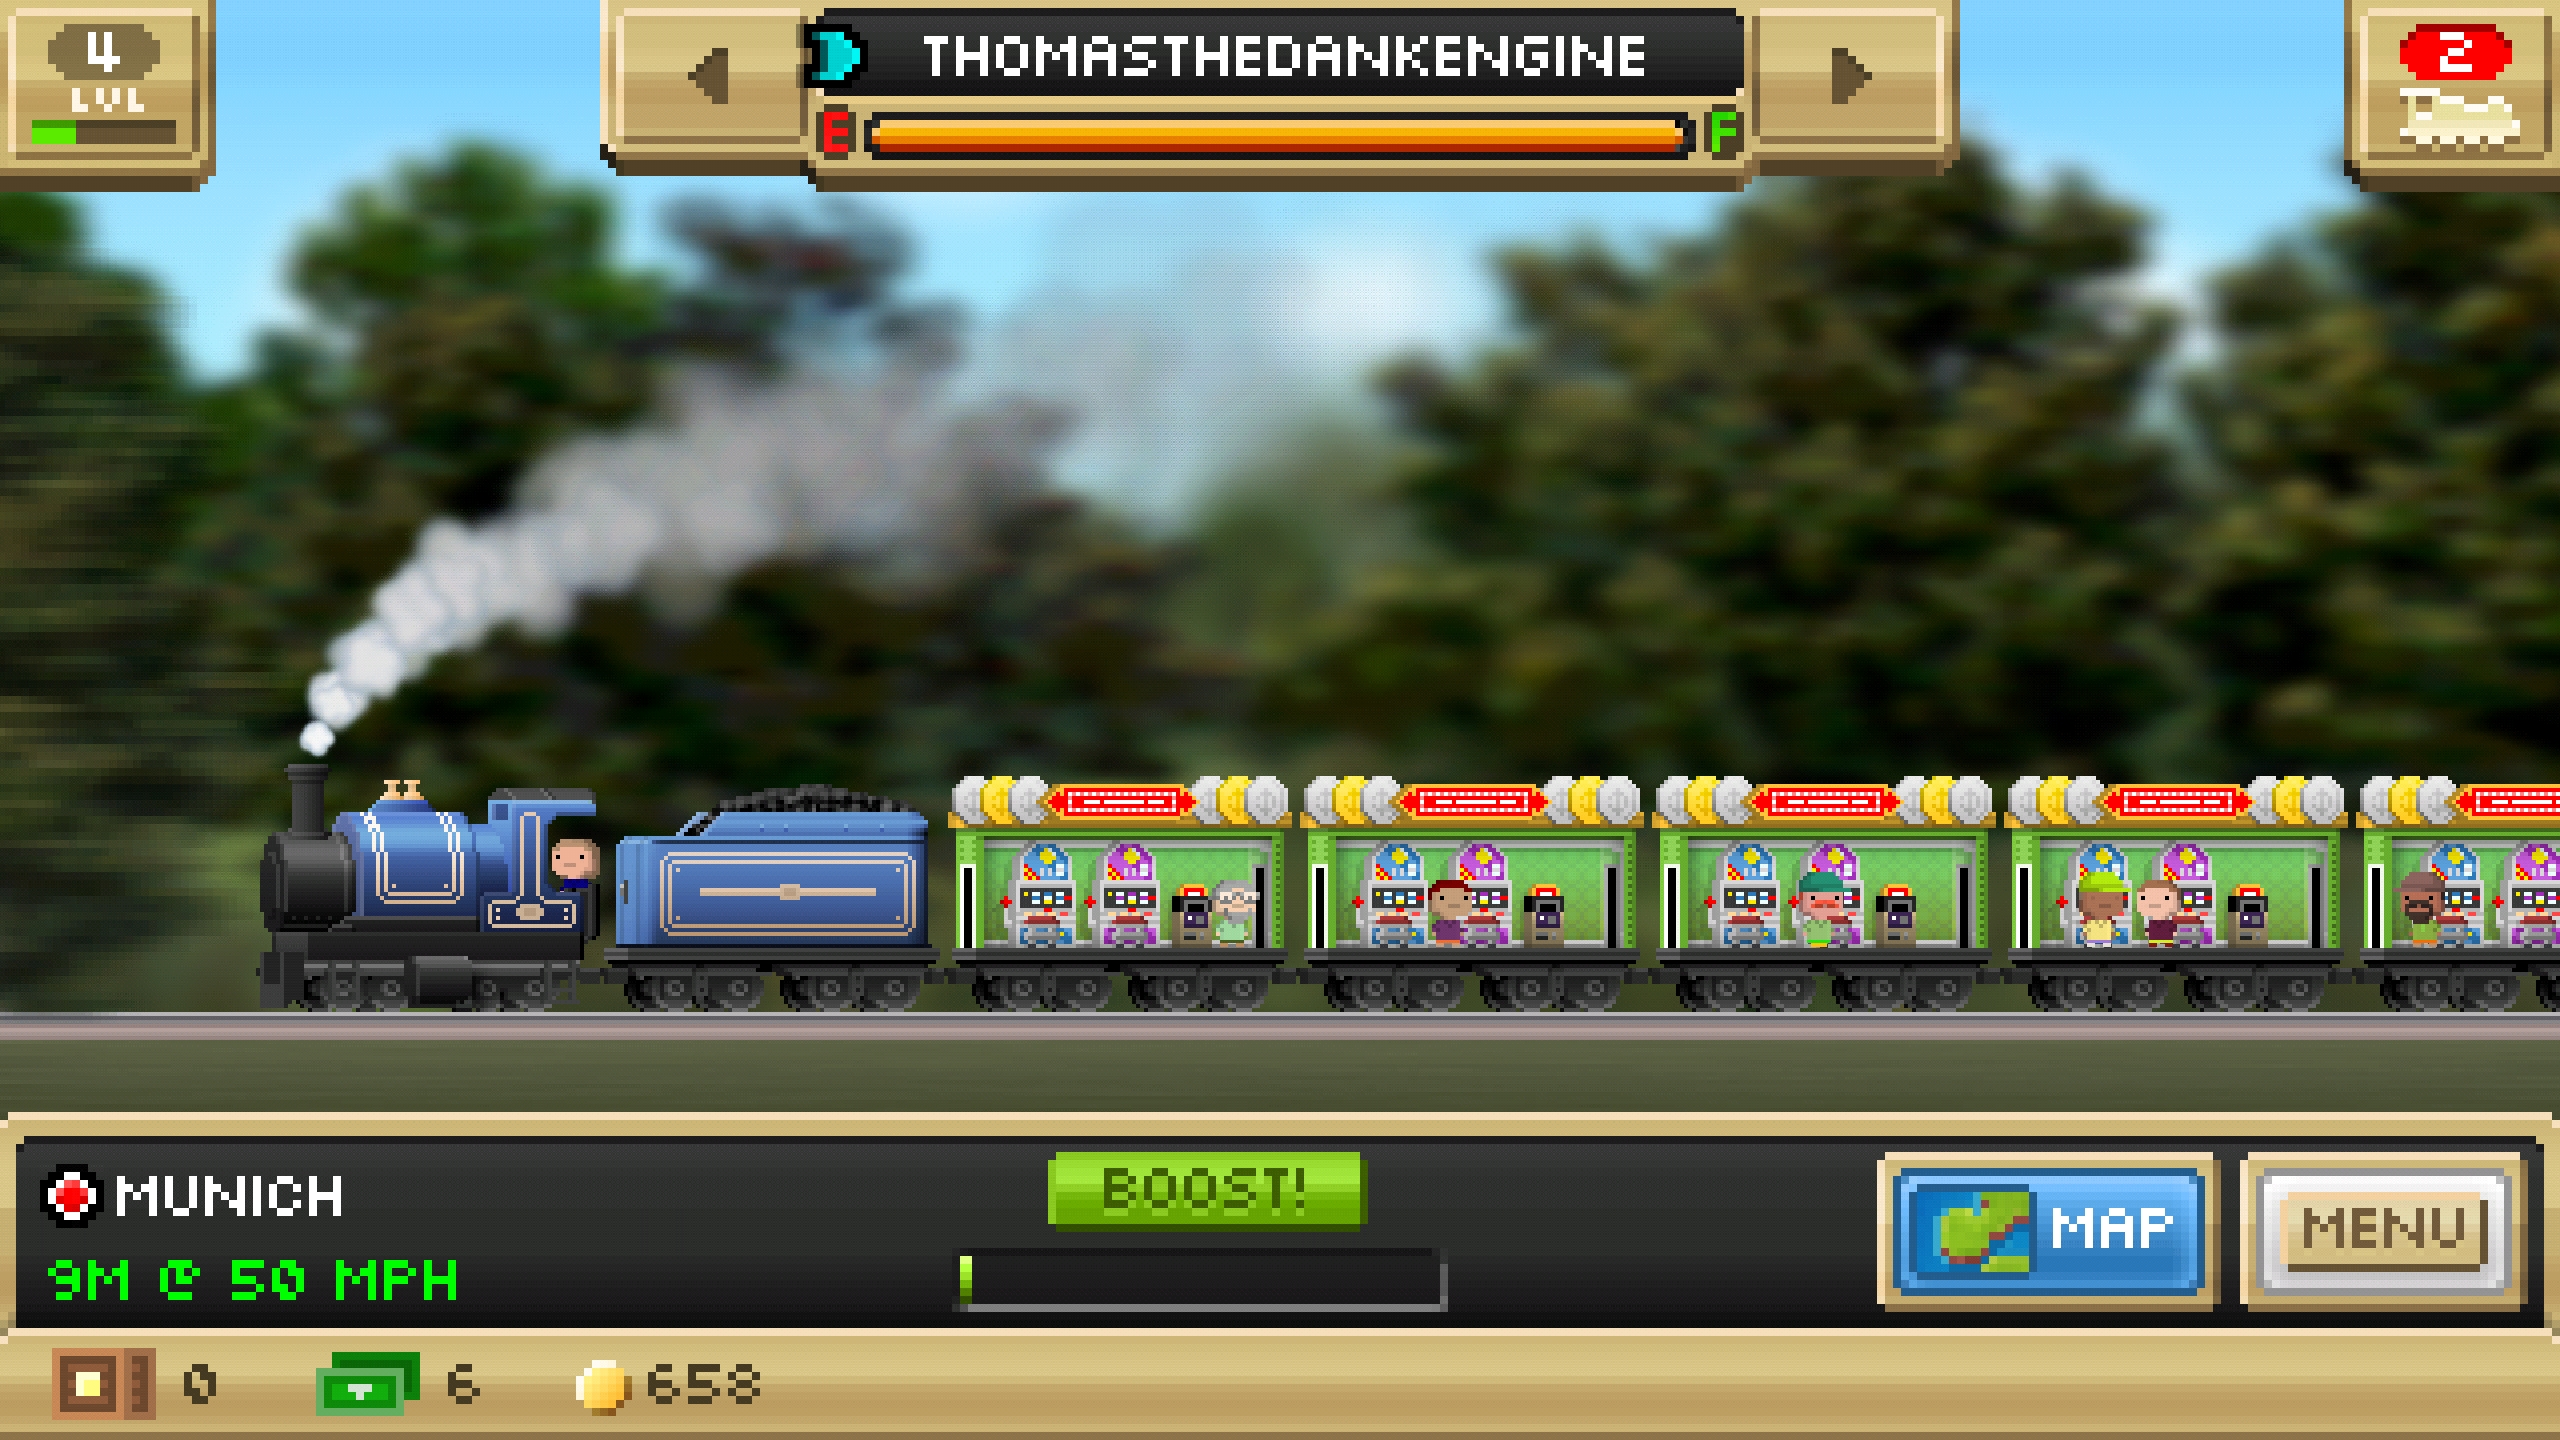 4
LVL
THOMASTHEDANKENGINE
E F
2
MUNICH
9M @ 50 MPH
BOOST!
MAP
MENU
0
6
658